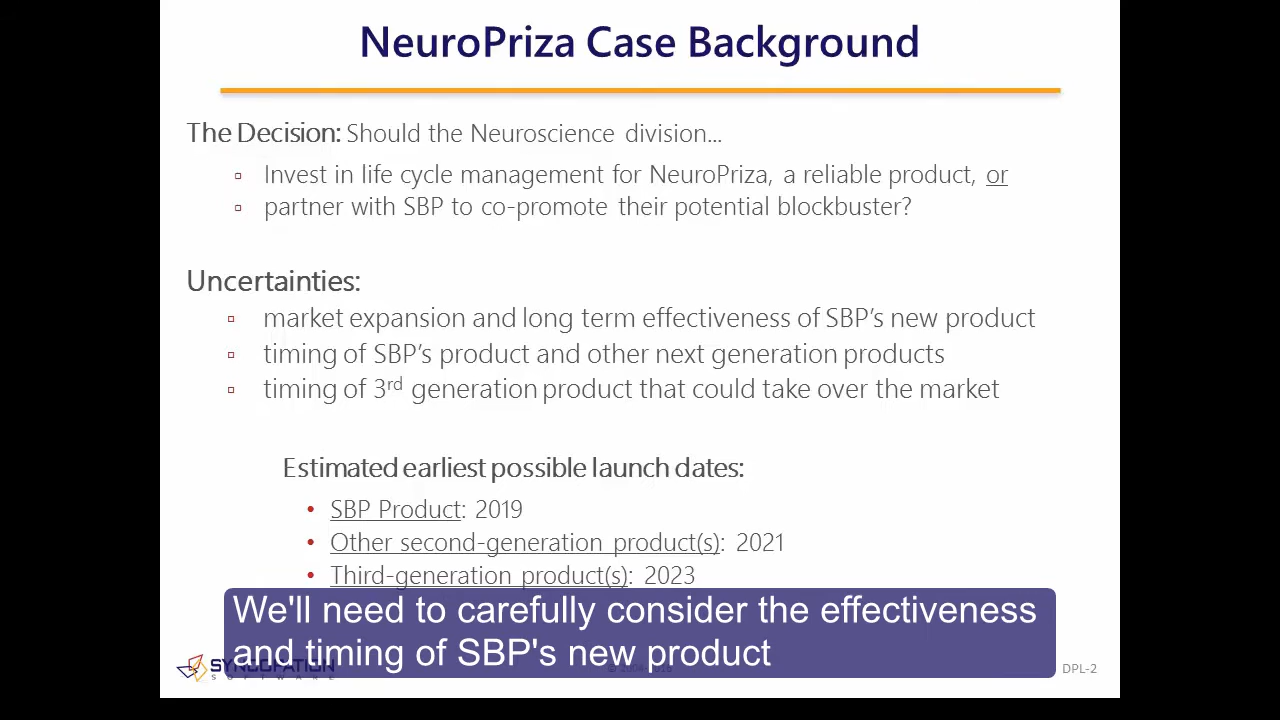 NeuroPriza Case Background
The Decision: Should the Neuroscience division...
▫ Invest in life cycle management for NeuroPriza, a reliable product, or
▫ partner with SBP to co-promote their potential blockbuster?
Uncertainties:
▫ market expansion and long term effectiveness of SBP’s new product
▫ timing of SBP’s product and other next generation products
▫ timing of 3rd generation product that could take over the market
Estimated earliest possible launch dates:
• SBP Product: 2019
• Other second-generation product(s): 2021
• Third-generation product(s): 2023
We'll need to carefully consider the effectiveness
and timing of SBP's new product
SYNCOPATION
SOFTWARE
DPL-2